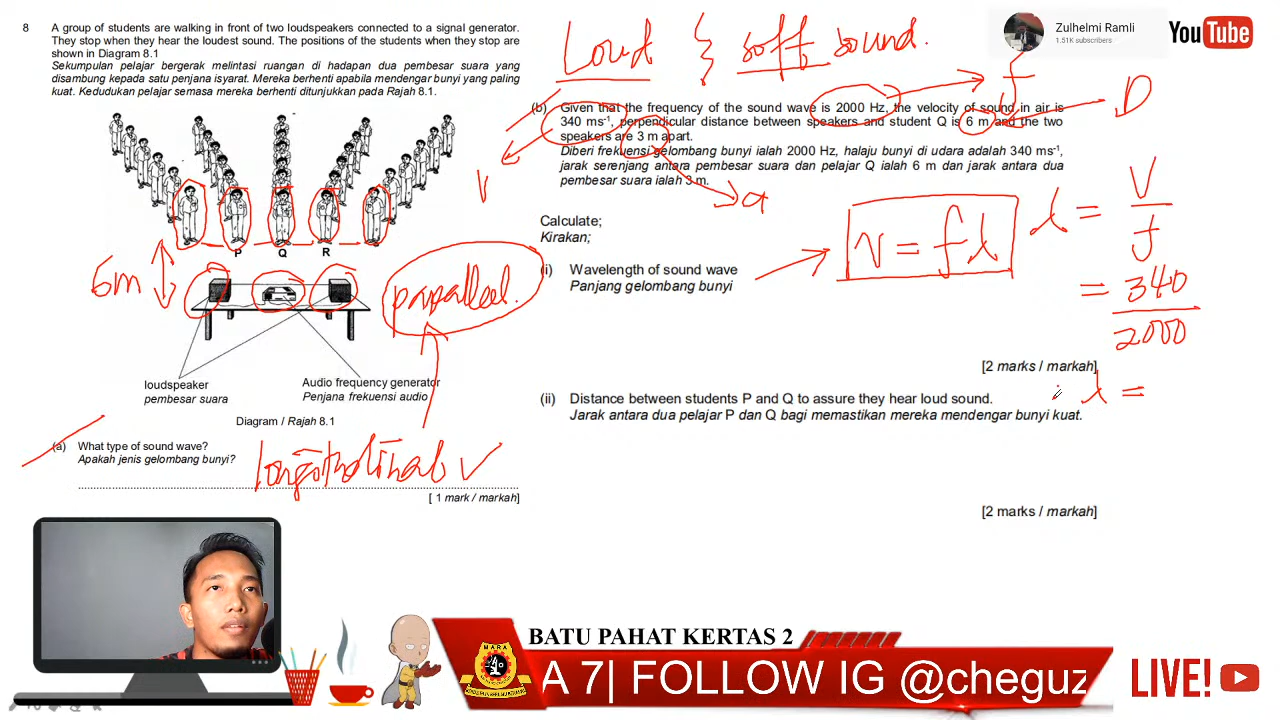 8 A group of students are walking in front of two loudspeakers connected to a signal generator.
They stop when they hear the loudest sound. The positions of the students when they stop are
shown in Diagram 8.1
Sekumpulan pelajar bergerak melintasi ruangan di hadapan dua pembesar suara yang
disambung kepada satu penjana isyarat. Mereka berhenti apabila mendengar bunyi yang paling
kuat. Kedudukan pelajar semasa mereka berhenti ditunjukkan pada Rajah 8.1.
P Q R
6m
loudspeaker
pembesar suara
Audio frequency generator
Penjana frekuensi audio
Diagram / Rajah 8.1
parallel.
(a) What type of sound wave?
Apakah jenis gelombang bunyi?
longitudinal ✓
[ 1 mark / markah]
Loud } soft sound.
Zulhelmi Ramli
1.51K subscribers
YouTube
f
D
(b) Given that the frequency of the sound wave is 2000 Hz, the velocity of sound in air is
340 ms-1, perpendicular distance between speakers and student Q is 6 m and the two
speakers are 3 m apart.
Diberi frekuensi gelombang bunyi ialah 2000 Hz, halaju bunyi di udara adalah 340 ms-1,
jarak serenjang antara pembesar suara dan pelajar Q ialah 6 m dan jarak antara dua
pembesar suara ialah 3 m.
V
a
Calculate;
Kirakan;
(i) Wavelength of sound wave
Panjang gelombang bunyi
v = fλ
λ = V
f
= 340
2000
[2 marks / markah]
λ =
(ii) Distance between students P and Q to assure they hear loud sound.
Jarak antara dua pelajar P dan Q bagi memastikan mereka mendengar bunyi kuat.
[2 marks / markah]
BATU PAHAT KERTAS 2
MARA
A 7| FOLLOW IG @cheguz
LIVE!